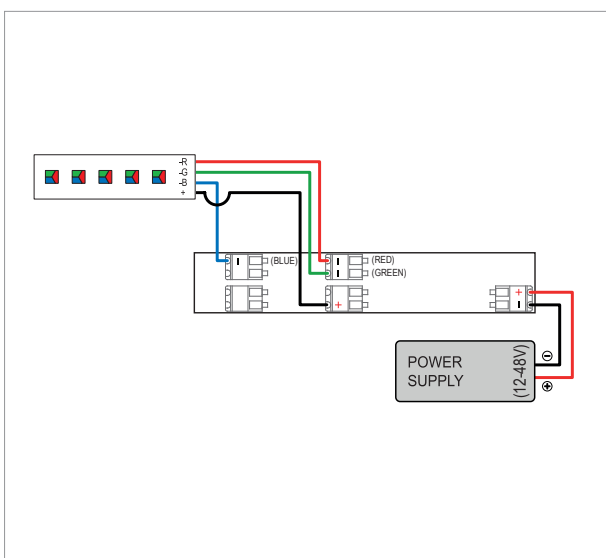 -R
-G
-B
+
(BLUE)
(RED)
(GREEN)
+
+
POWER
SUPPLY
(12-48V)